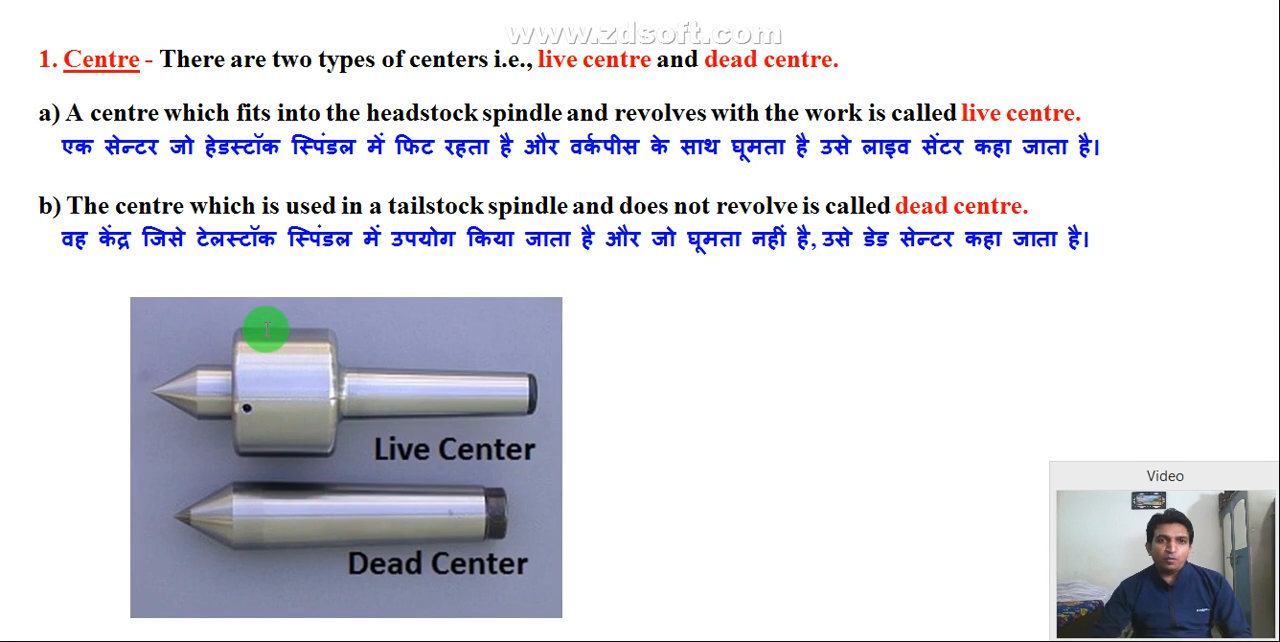 www.zdsoft.com
1. Centre - There are two types of centers i.e., live centre and dead centre.
a) A centre which fits into the headstock spindle and revolves with the work is called live centre.
एक सेन्टर जो हेडस्टॉक स्पिंडल में फिट रहता है और वर्कपीस के साथ घूमता है उसे लाइव सेंटर कहा जाता है।
b) The centre which is used in a tailstock spindle and does not revolve is called dead centre.
वह केंद्र जिसे टेलस्टॉक स्पिंडल में उपयोग किया जाता है और जो घूमता नहीं है, उसे डेड सेन्टर कहा जाता है।
Live Center
Dead Center
Video